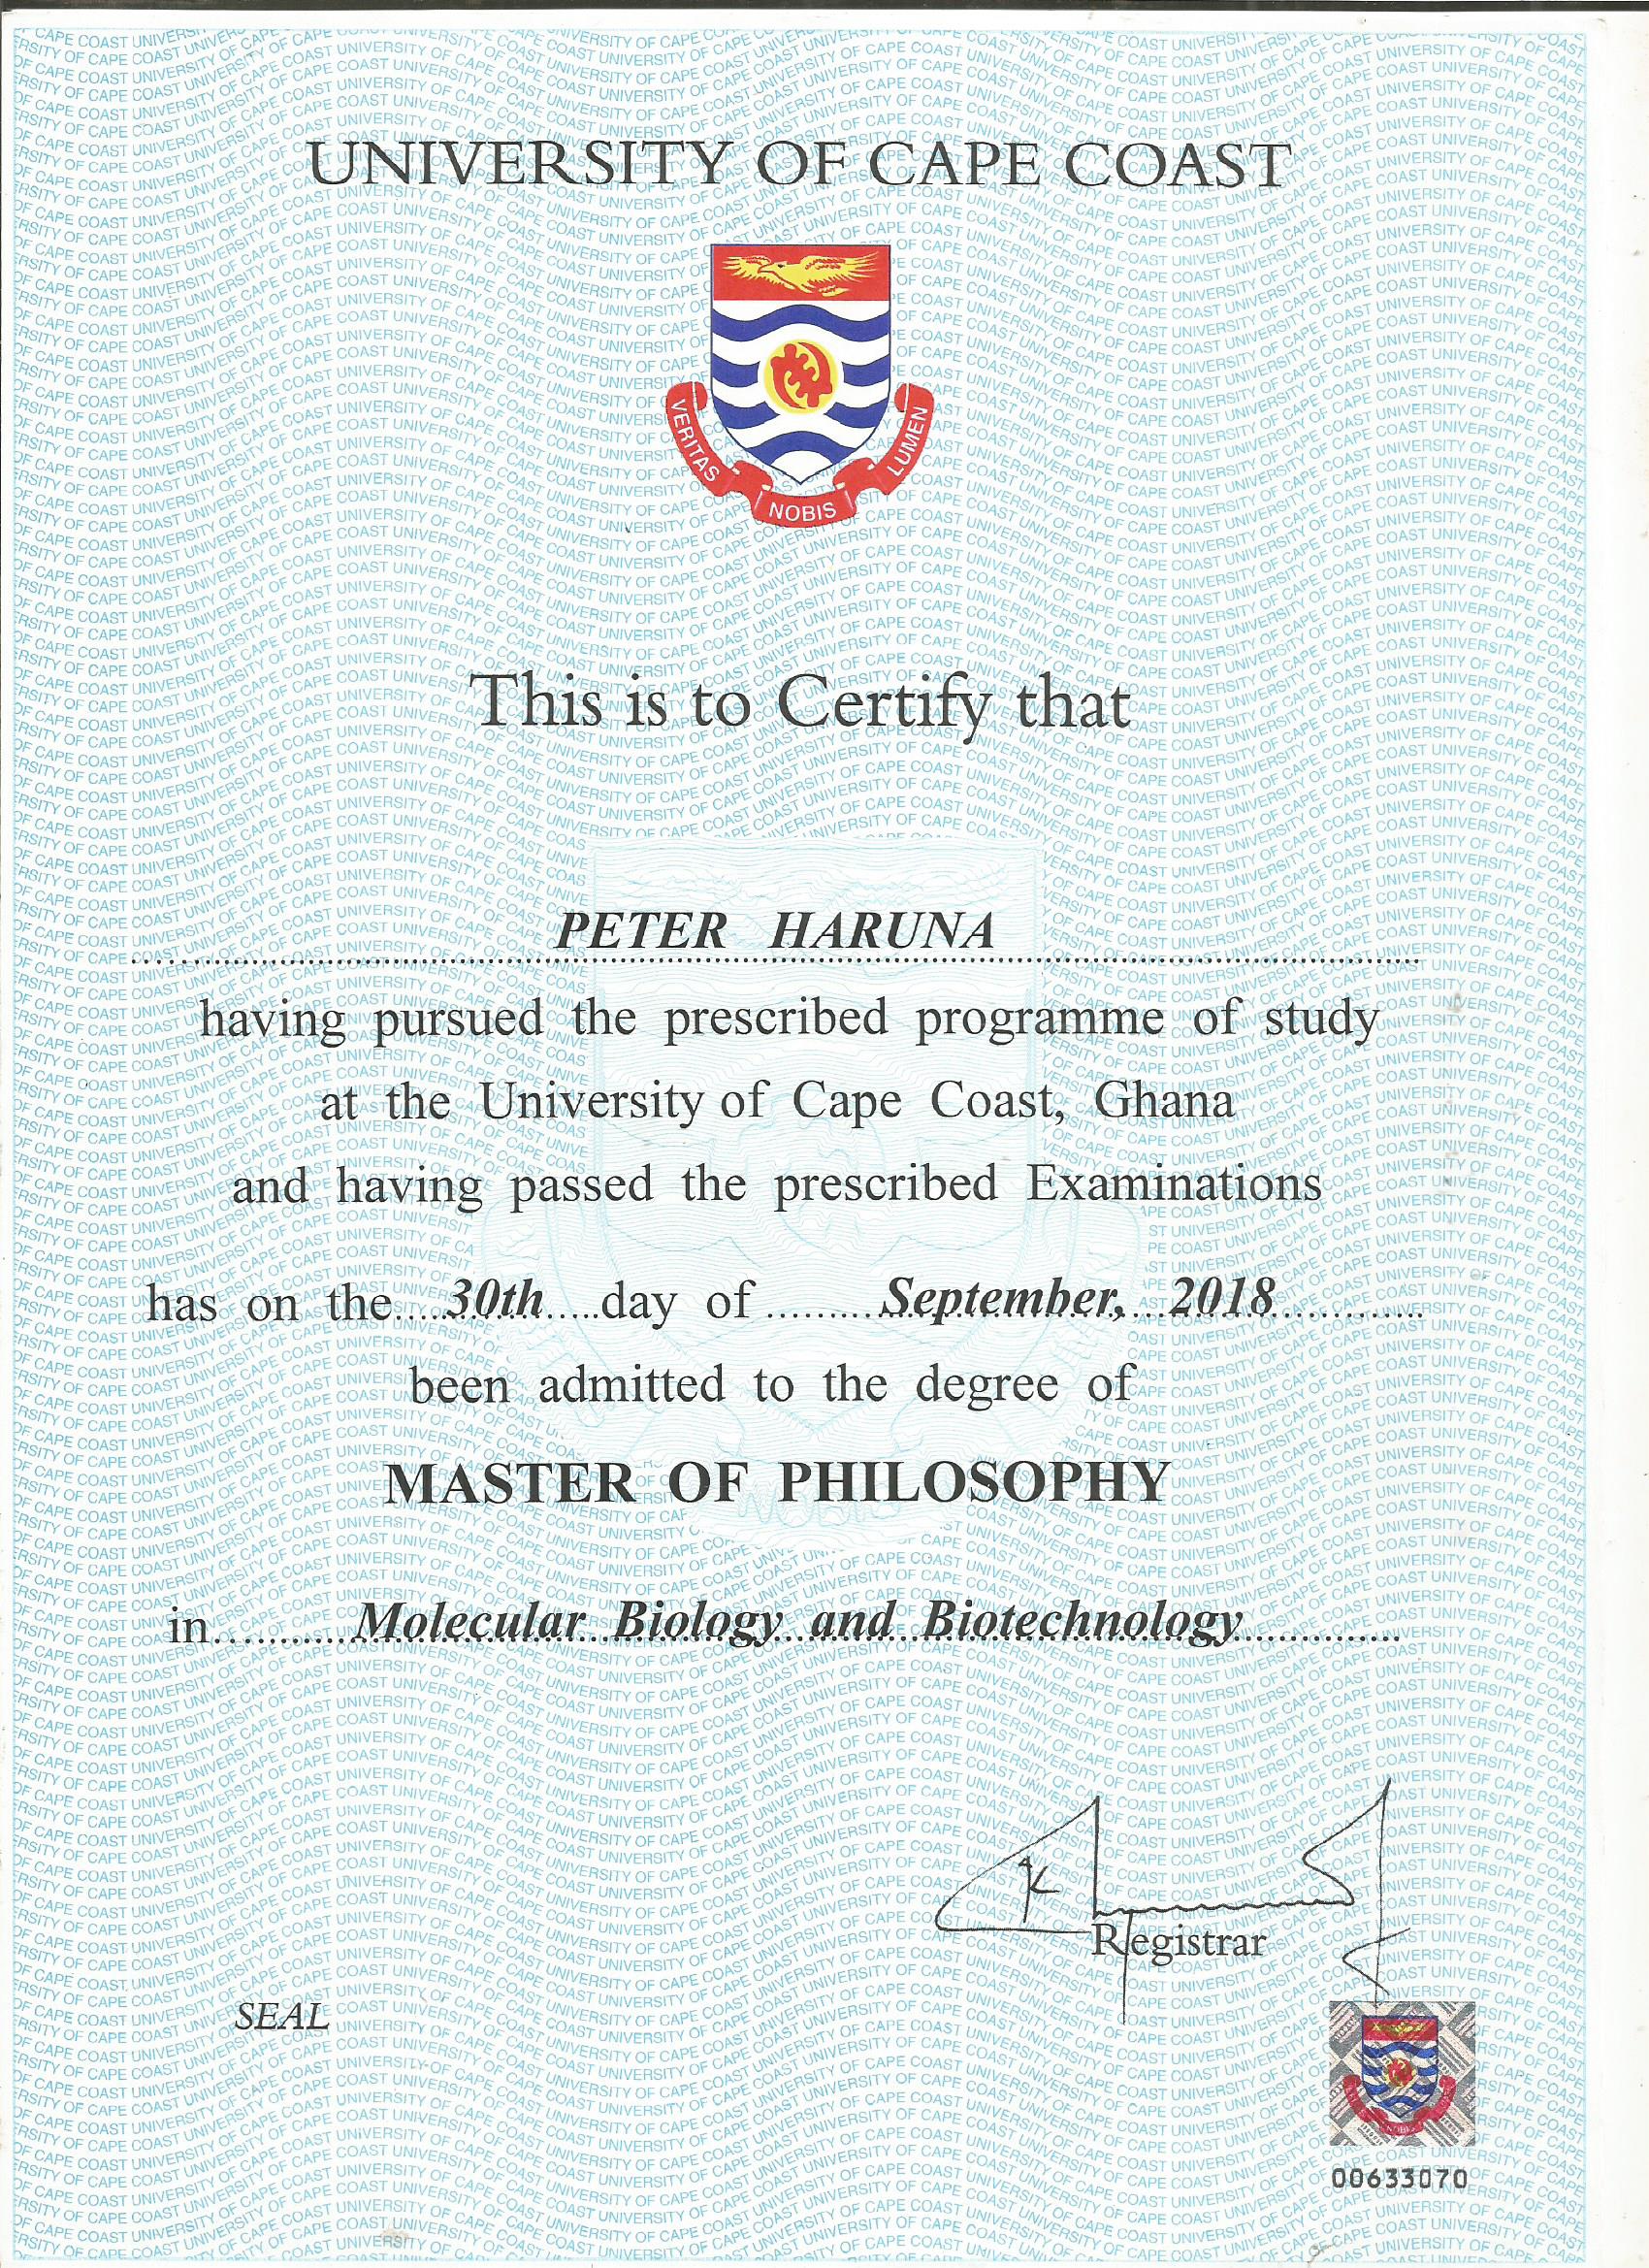 UNIVERSITY OF CAPE COAST
VERITAS NOBIS LUMEN
This is to Certify that
PETER HARUNA
having pursued the prescribed programme of study
at the University of Cape Coast, Ghana
and having passed the prescribed Examinations
has on the....30th.....day of .........September,...2018..............
been admitted to the degree of
MASTER OF PHILOSOPHY
in............Molecular Biology and Biotechnology...............
Registrar
SEAL
00633070